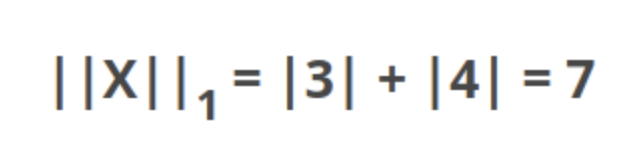 ||X||₁ = |3| + |4| = 7